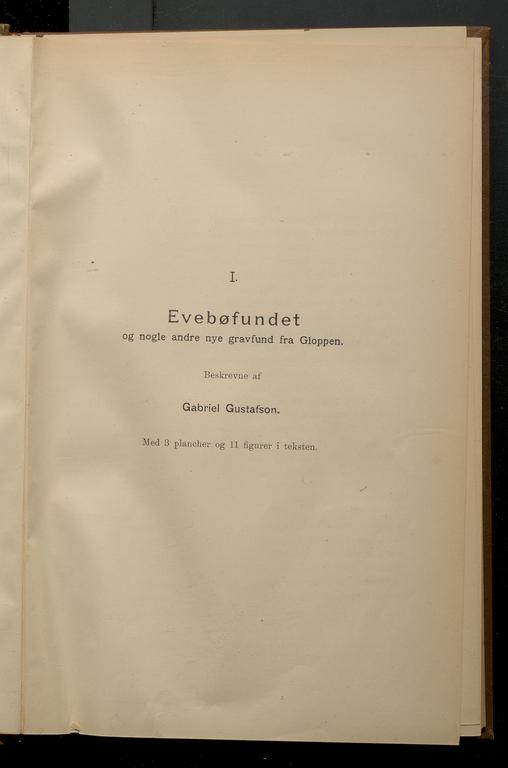 I.
Evebøfundet
og nogle andre nye gravfund fra Gloppen.
Beskrevne af
Gabriel Gustafson.
Med 3 plancher og 11 figurer i teksten.